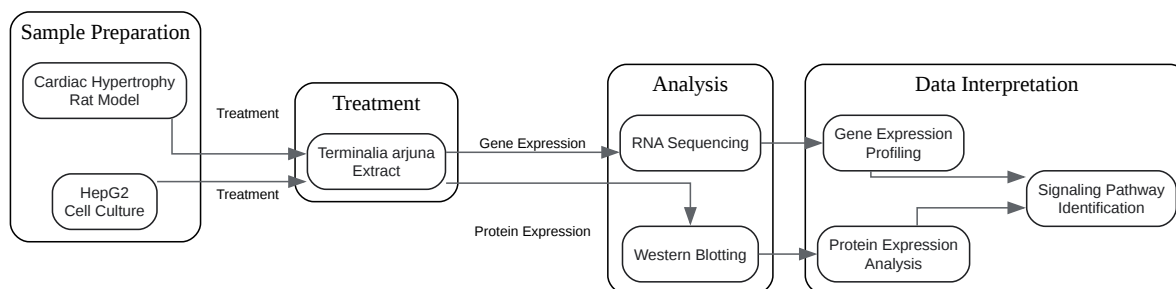 Sample Preparation
Cardiac Hypertrophy
Rat Model
HepG2
Cell Culture
Treatment
Treatment
Treatment
Terminalia arjuna
Extract
Gene Expression
Protein Expression
Analysis
RNA Sequencing
Western Blotting
Data Interpretation
Gene Expression
Profiling
Protein Expression
Analysis
Signaling Pathway
Identification